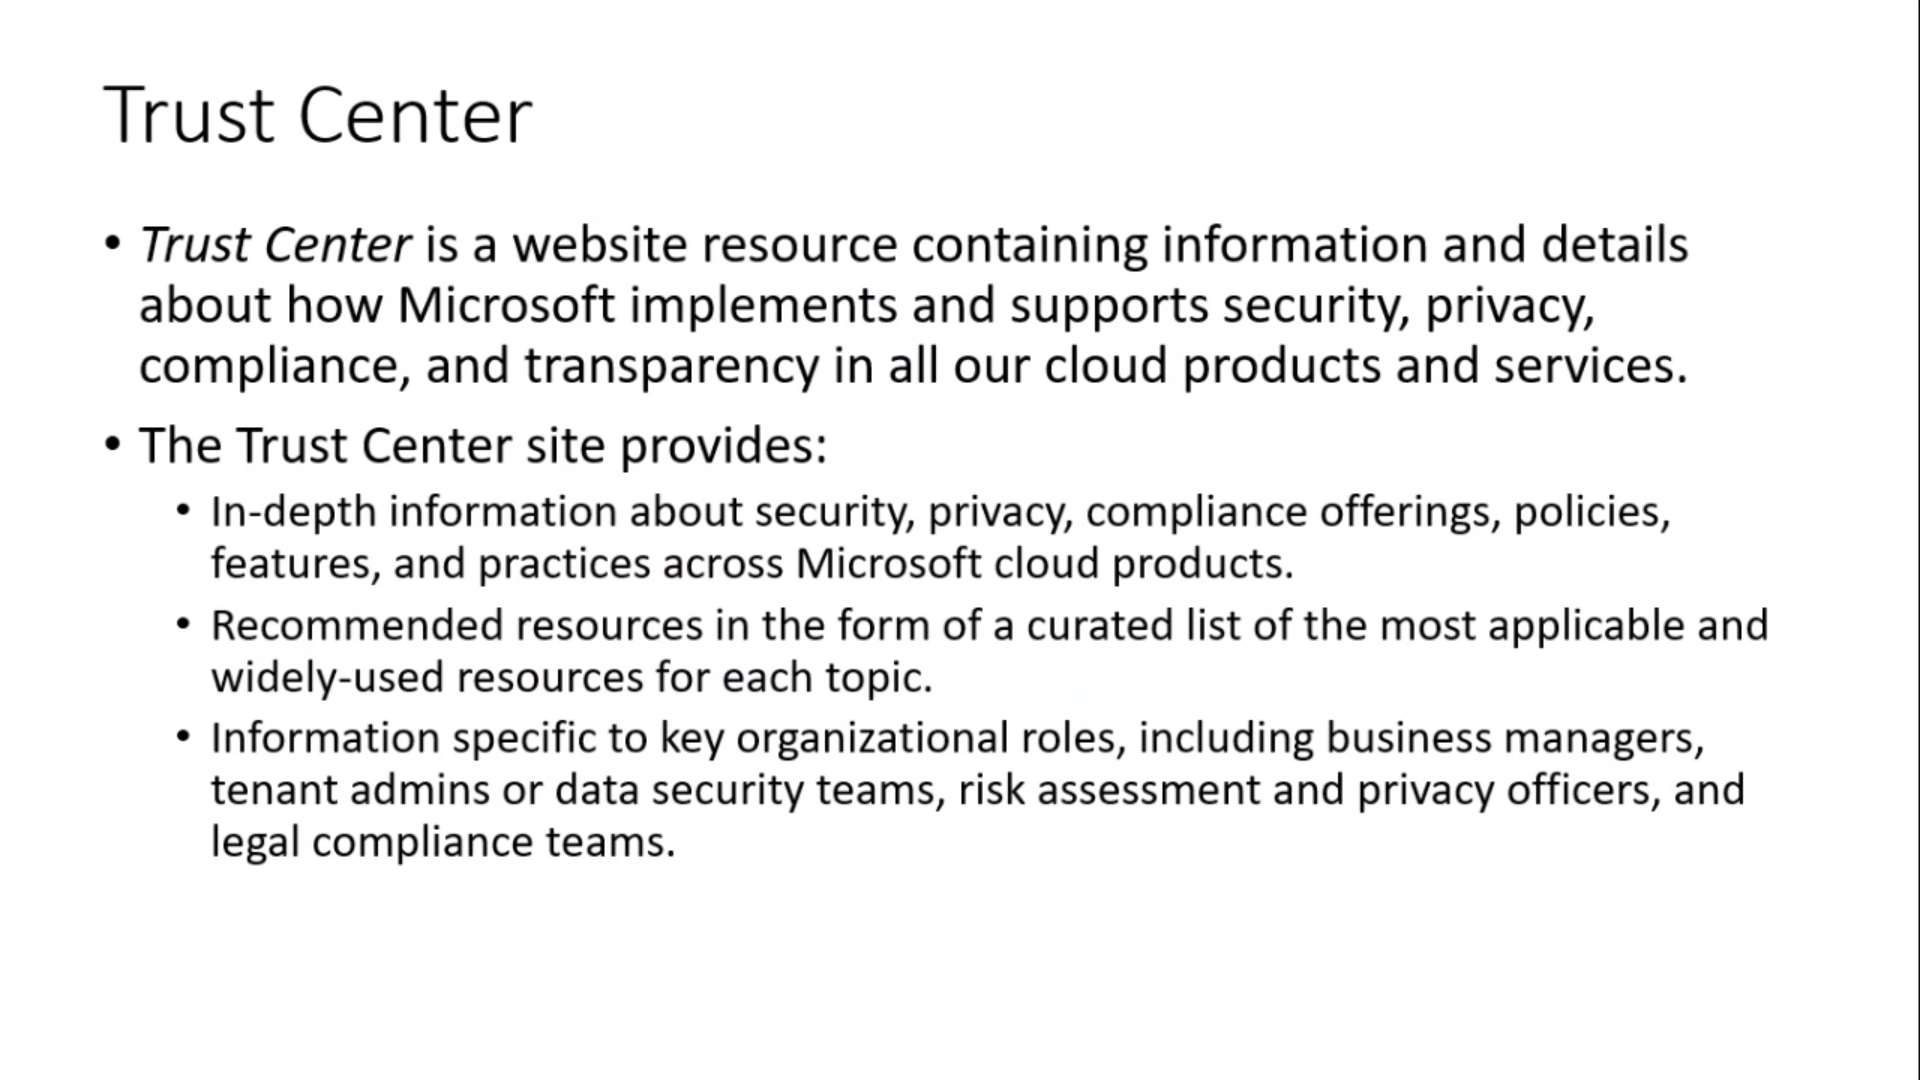 Trust Center
• Trust Center is a website resource containing information and details
about how Microsoft implements and supports security, privacy,
compliance, and transparency in all our cloud products and services.
• The Trust Center site provides:
• In-depth information about security, privacy, compliance offerings, policies,
features, and practices across Microsoft cloud products.
• Recommended resources in the form of a curated list of the most applicable and
widely-used resources for each topic.
• Information specific to key organizational roles, including business managers,
tenant admins or data security teams, risk assessment and privacy officers, and
legal compliance teams.